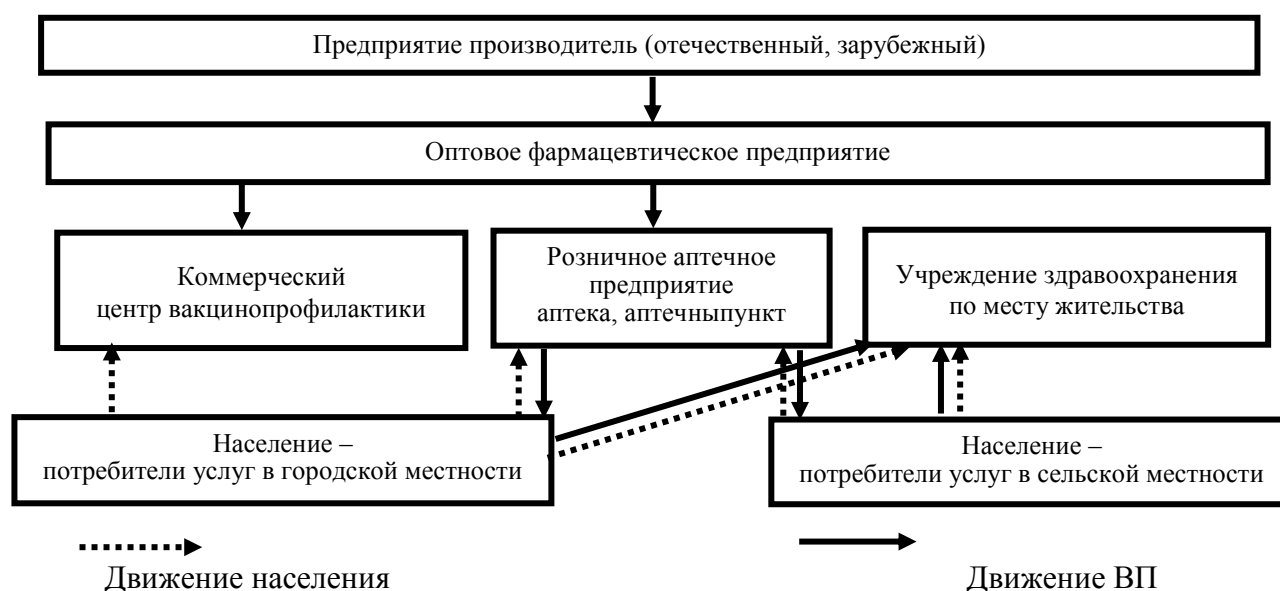 Предприятие производитель (отечественный, зарубежный)
Оптовое фармацевтическое предприятие
Коммерческий
центр вакцинопрофилактики
Розничное аптечное
предприятие
аптека, аптечныпункт
Учреждение здравоохранения
по месту жительства
Население –
потребители услуг в городской местности
Население –
потребители услуг в сельской местности
Движение населения
Движение ВП